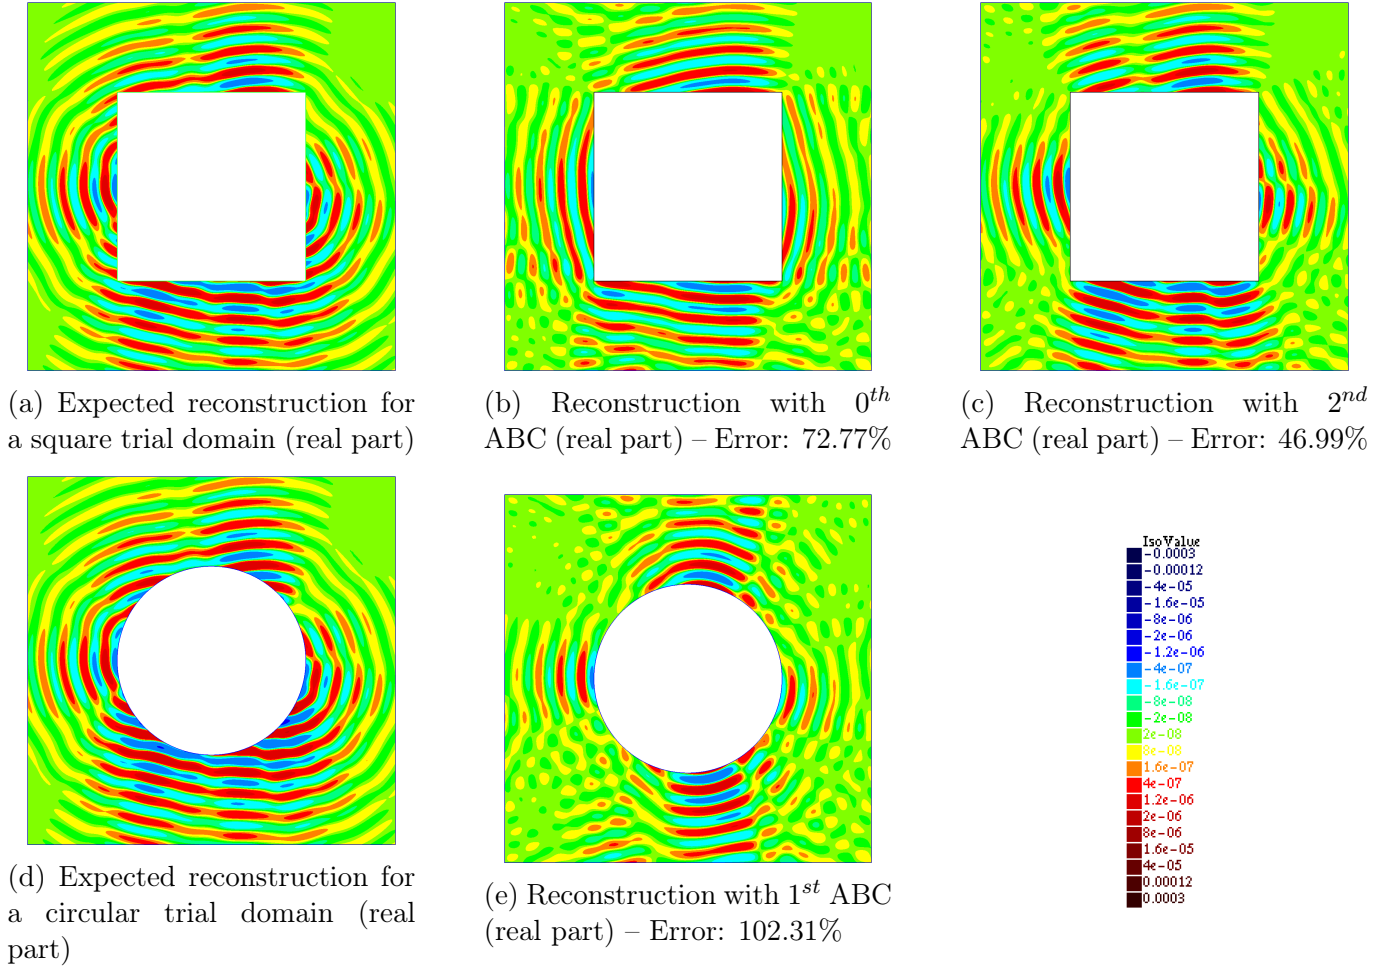 (a) Expected reconstruction for
a square trial domain (real part)
(b) Reconstruction with 0th
ABC (real part) – Error: 72.77%
(c) Reconstruction with 2nd
ABC (real part) – Error: 46.99%
(d) Expected reconstruction for
a circular trial domain (real
part)
(e) Reconstruction with 1st ABC
(real part) – Error: 102.31%
IsoValue
-0.0003
-0.00012
-4e-05
-1.6e-05
-8e-06
-2e-06
-1.2e-06
-4e-07
-1.6e-07
-8e-08
-2e-08
2e-08
8e-08
1.6e-07
4e-07
1.2e-06
2e-06
8e-06
1.6e-05
4e-05
0.00012
0.0003